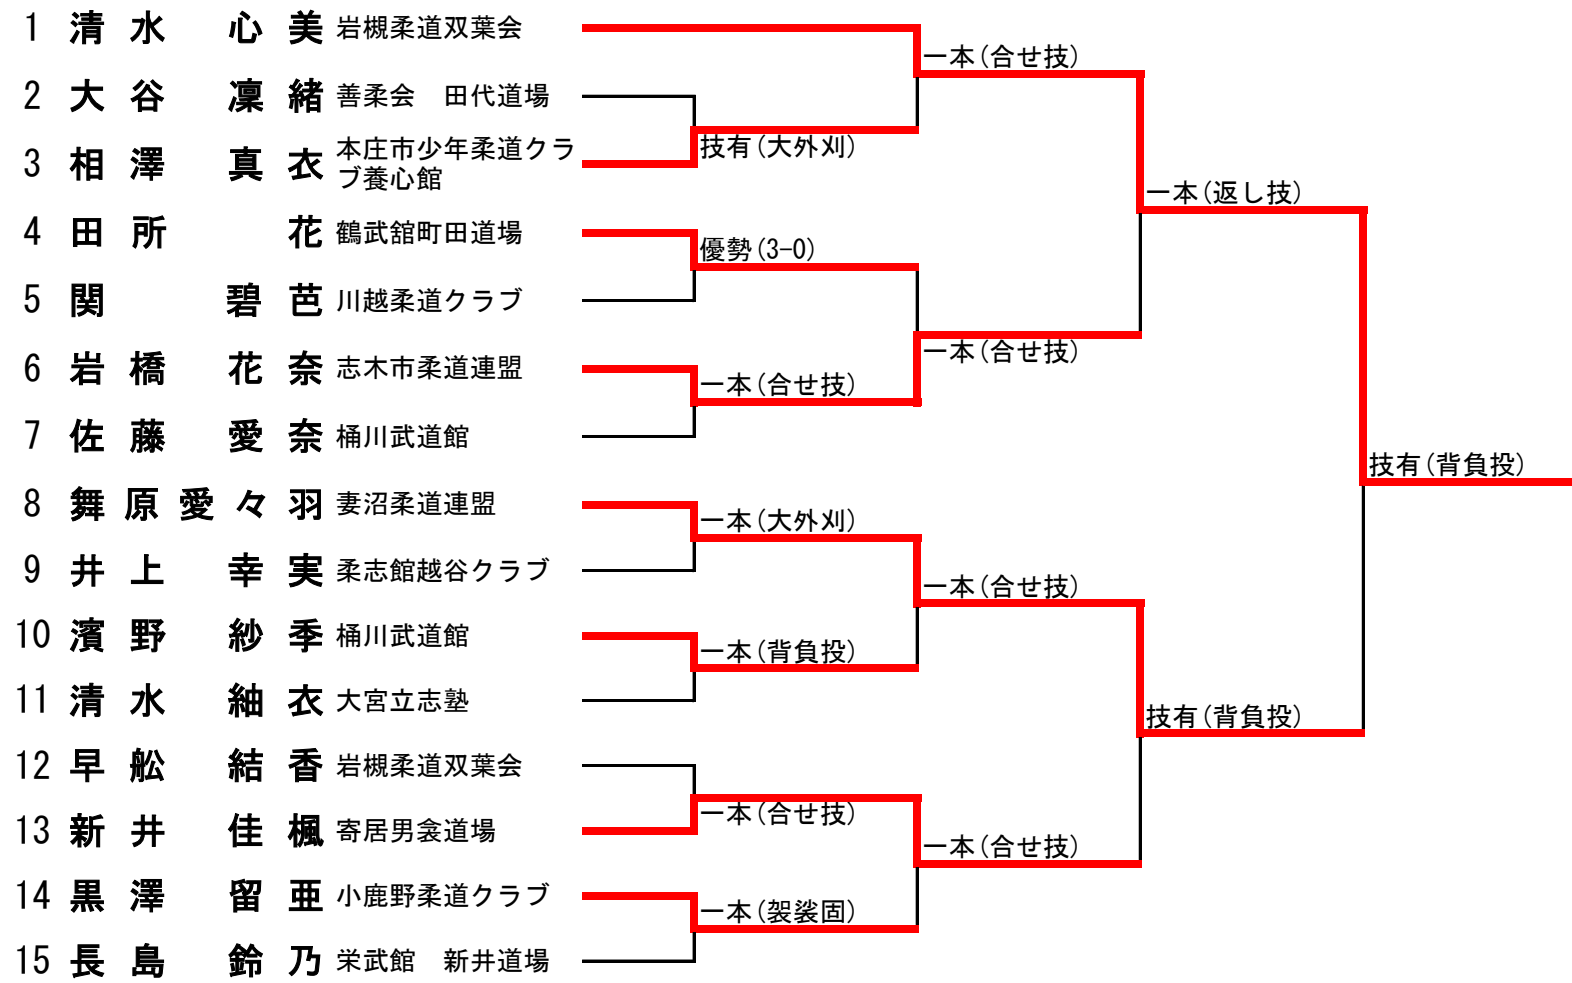 1 清水 心美 岩槻柔道双葉会
一本(合せ技)
2 大谷 凜緒 善柔会 田代道場
技有(大外刈)
3 相澤 真衣 本庄市少年柔道クラ
ブ養心館
一本(返し技)
4 田所 花 鶴武舘町田道場
優勢(3-0)
5 関 碧芭 川越柔道クラブ
一本(合せ技)
6 岩橋 花奈 志木市柔道連盟
一本(合せ技)
7 佐藤 愛奈 桶川武道館
技有(背負投)
8 舞原愛々羽 妻沼柔道連盟
一本(大外刈)
9 井上 幸実 柔志館越谷クラブ
一本(合せ技)
10 濱野 紗季 桶川武道館
一本(背負投)
11 清水 紬衣 大宮立志塾
技有(背負投)
12 早舩 結香 岩槻柔道双葉会
一本(合せ技)
13 新井 佳楓 寄居男衾道場
一本(合せ技)
14 黒澤 留亜 小鹿野柔道クラブ
一本(袈裟固)
15 長島 鈴乃 栄武館 新井道場